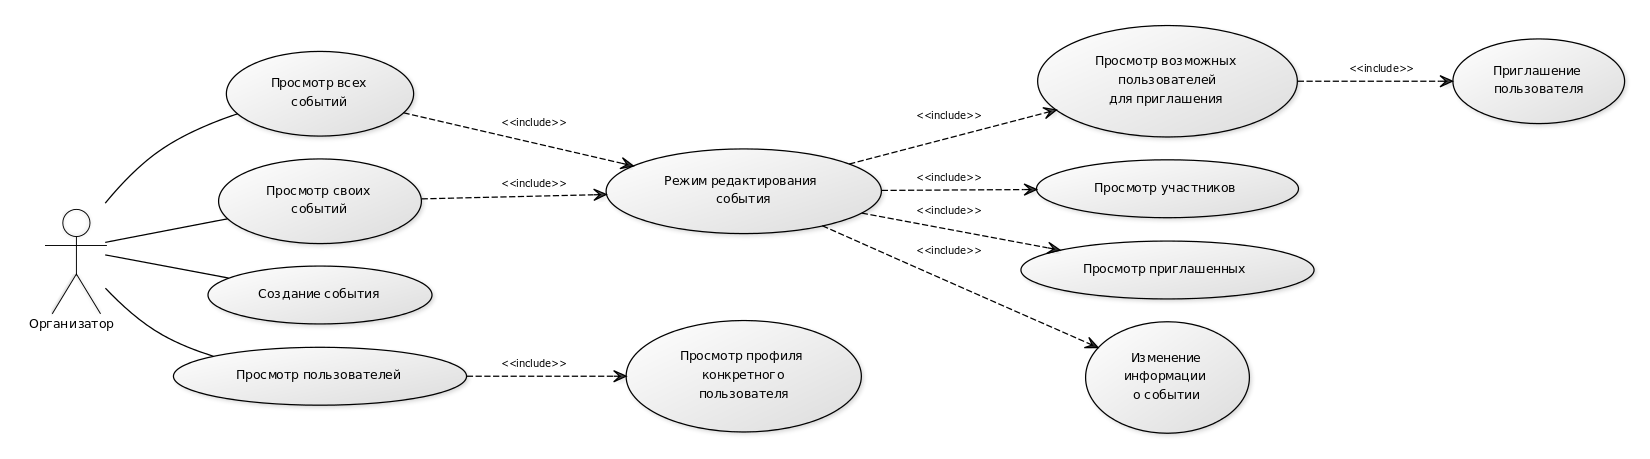 Организатор
Просмотр всех
событий
Просмотр своих
событий
Создание события
Просмотр пользователей
<<include>>
<<include>>
<<include>>
Режим редактирования
события
Просмотр профиля
конкретного
пользователя
<<include>>
<<include>>
<<include>>
<<include>>
Просмотр возможных
пользователей
для приглашения
Просмотр участников
Просмотр приглашенных
Изменение
информации
о событии
<<include>>
Приглашение
пользователя